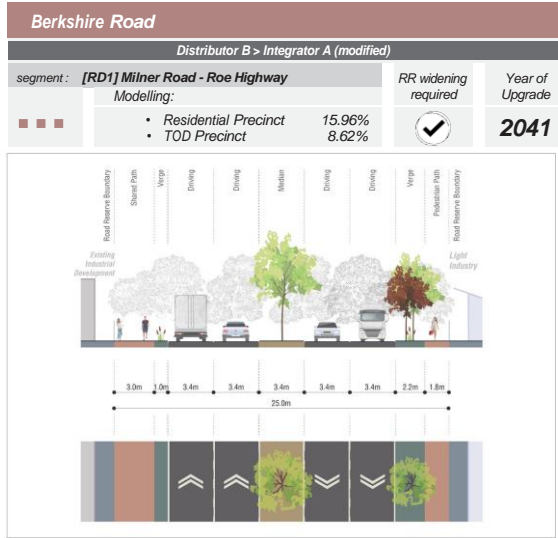 Berkshire Road
Distributor B > Integrator A (modified)
segment : [RD1] Milner Road - Roe Highway
Modelling:
• Residential Precinct 15.96%
• TOD Precinct 8.62%
RR widening
required
Year of
Upgrade
2041
Road Reserve Boundary
Shared Path
Verge
Driving
Driving
Median
Driving
Driving
Verge
Pedestrian Path
Road Reserve Boundary
Existing
Industrial
Development
Light
Industry
3.0m 1.0m 3.4m 3.4m 3.4m 3.4m 3.4m 2.2m 1.8m
25.0m